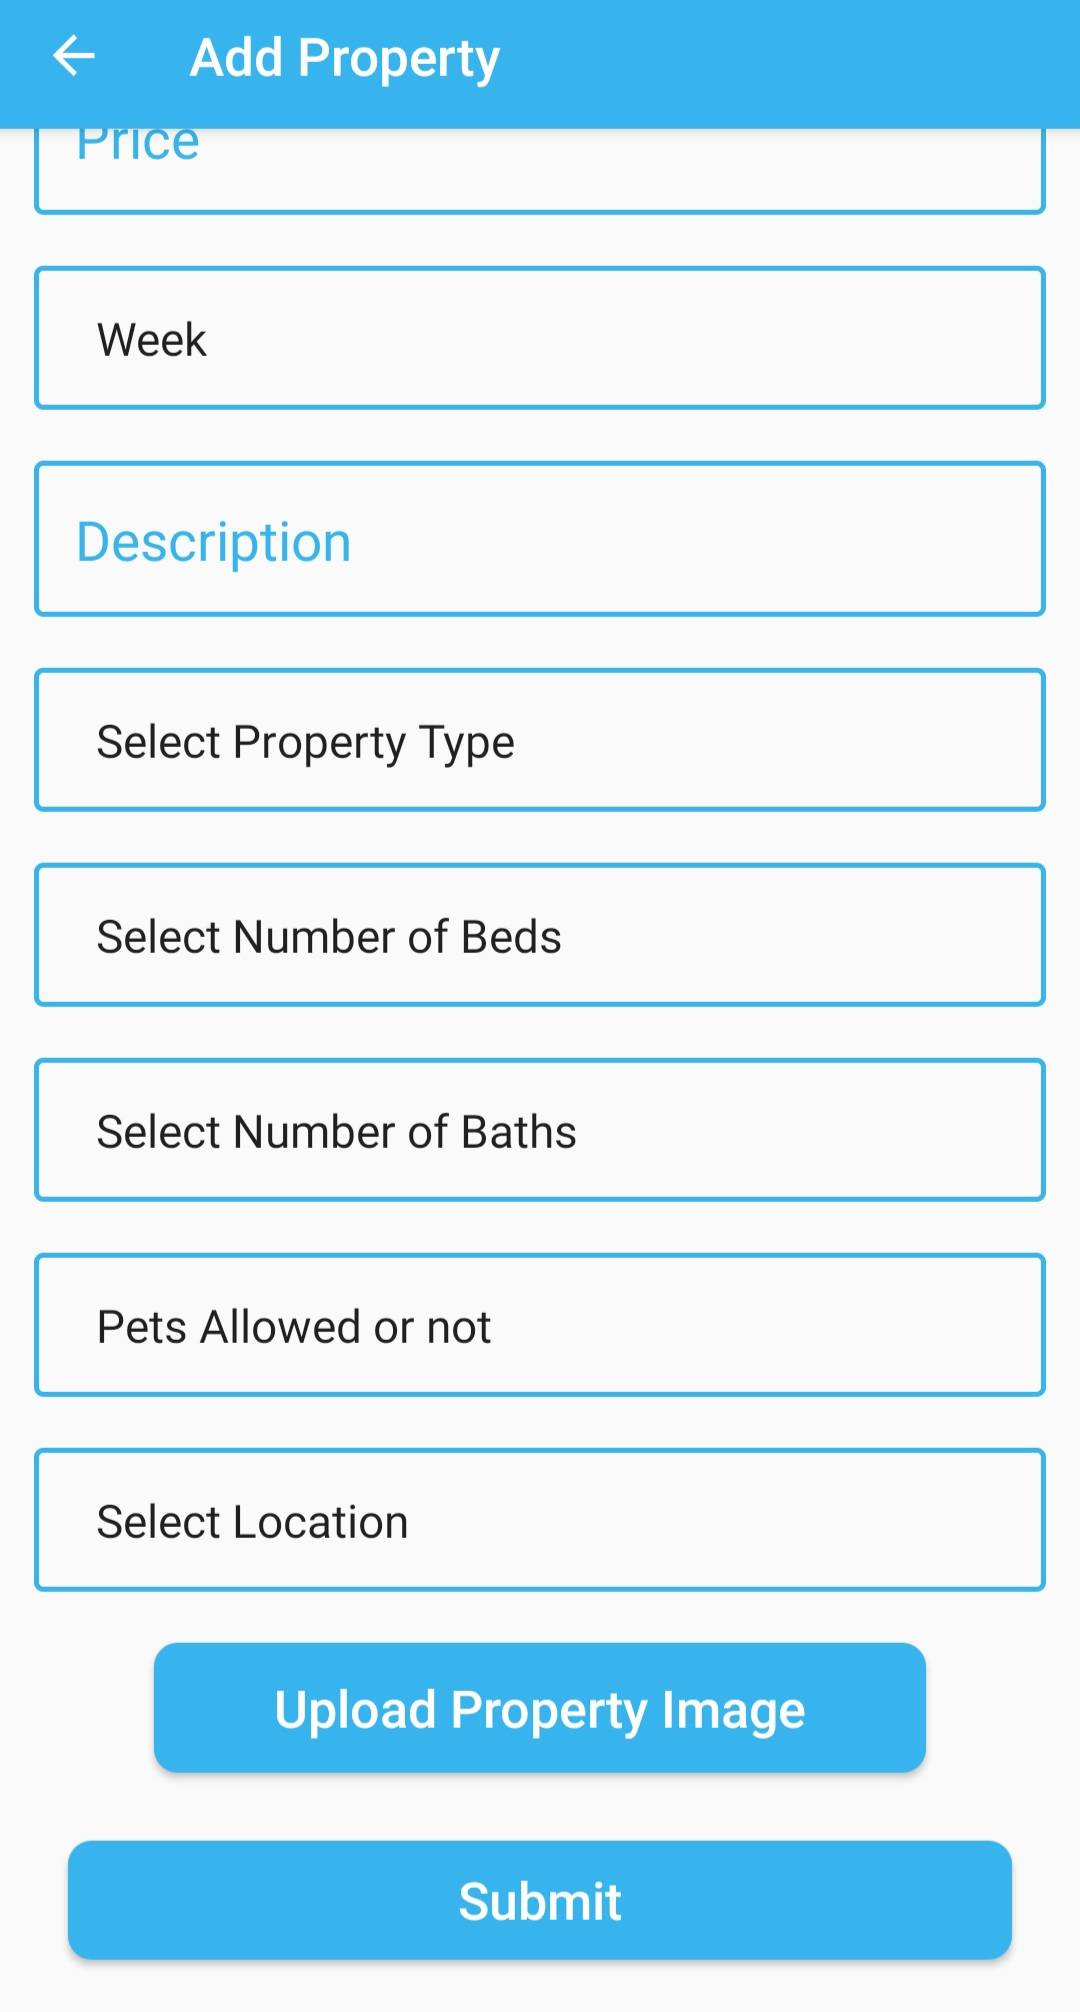 Add Property
Price
Week
Description
Select Property Type
Select Number of Beds
Select Number of Baths
Pets Allowed or not
Select Location
Upload Property Image
Submit